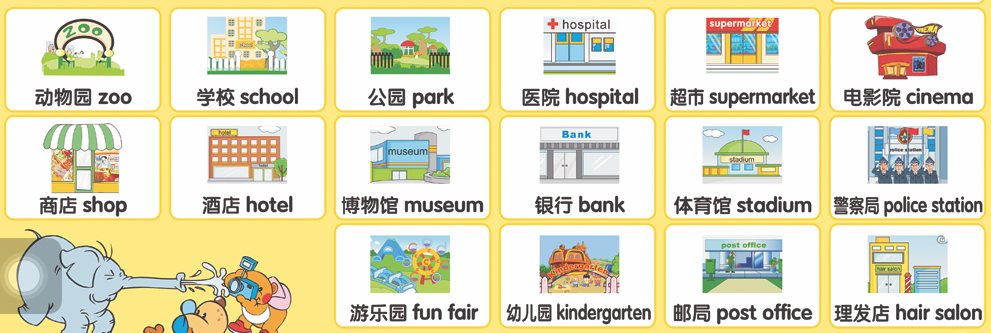 ZOO
动物园 zoo
SCHOOL
学校 school
公园 park
hospital
医院 hospital
supermarket
超市 supermarket
CINEMA
电影院 cinema
商店 shop
hotel
hotel
酒店 hotel
museum
博物馆 museum
Bank
银行 bank
stadium
体育馆 stadium
police station
警察局 police station
游乐园 fun fair
Kindergarten
幼儿园 kindergarten
post office
邮局 post office
hair salon
理发店 hair salon